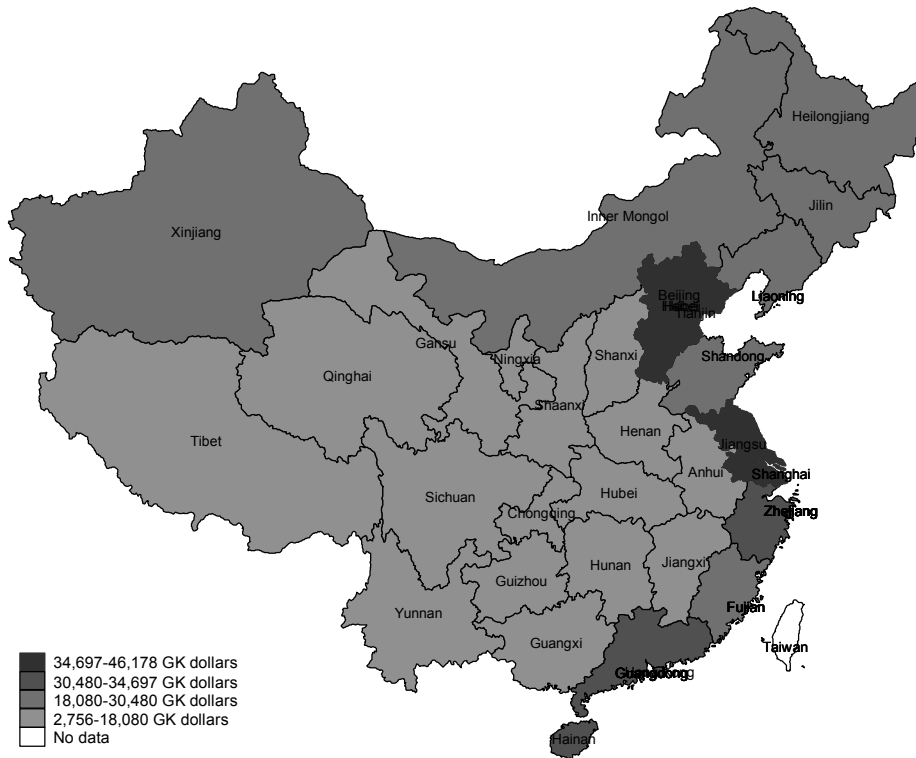 Heilongjiang
Jilin
Inner Mongol
Xinjiang
Beijing
Hebei
Tianjin
Liaoning
Gansu
Ningxia
Shanxi
Shandong
Qinghai
Shaanxi
Henan
Jiangsu
Tibet
Anhui
Shanghai
Sichuan
Hubei
Chongqing
Zhejiang
Hunan
Jiangxi
Guizhou
Yunnan
Fujian
Guangxi
Taiwan
Guangdong
Hainan
34,697-46,178 GK dollars
30,480-34,697 GK dollars
18,080-30,480 GK dollars
2,756-18,080 GK dollars
No data